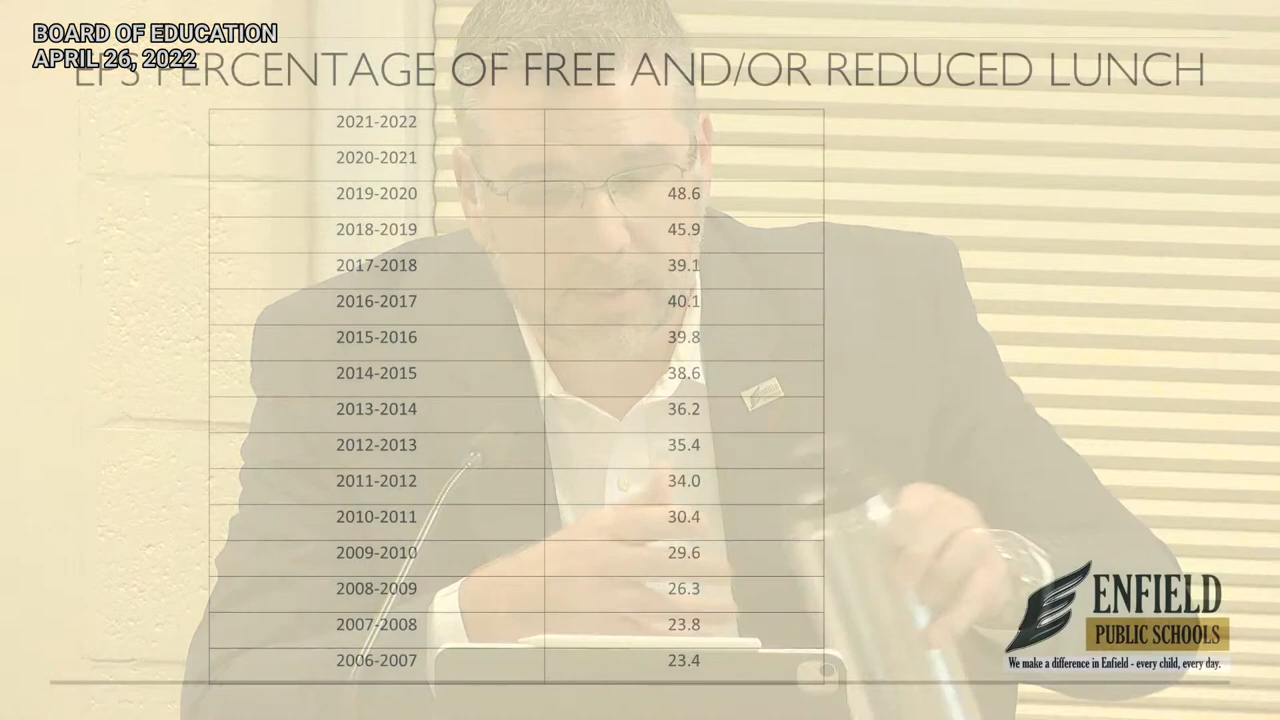 BOARD OF EDUCATION
APRIL 26, 2022
EPS PERCENTAGE OF FREE AND/OR REDUCED LUNCH
2021-2022
2020-2021
2019-2020 48.6
2018-2019 45.9
2017-2018 39.1
2016-2017 40.1
2015-2016 39.8
2014-2015 38.6
2013-2014 36.2
2012-2013 35.4
2011-2012 34.0
2010-2011 30.4
2009-2010 29.6
2008-2009 26.3
2007-2008 23.8
2006-2007 23.4
ENFIELD
PUBLIC SCHOOLS
We make a difference in Enfield - every child, every day.